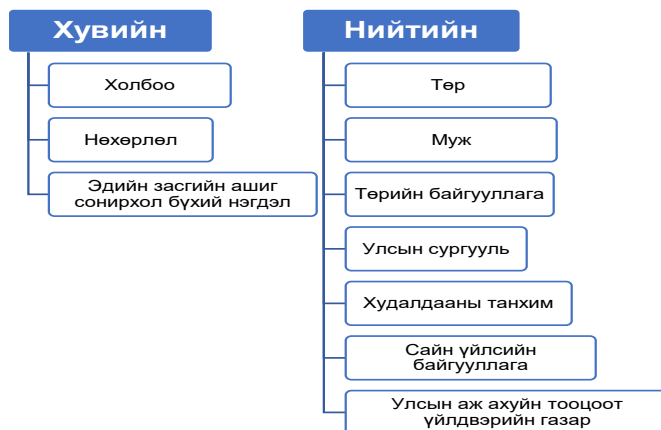 Хувийн
Холбоо
Нөхөрлөл
Эдийн засгийн ашиг
сонирхол бүхий нэгдэл
Нийтийн
Төр
Муж
Төрийн байгууллага
Улсын сургууль
Худалдааны танхим
Сайн үйлсийн
байгууллага
Улсын аж ахуйн тооцоот
үйлдвэрийн газар